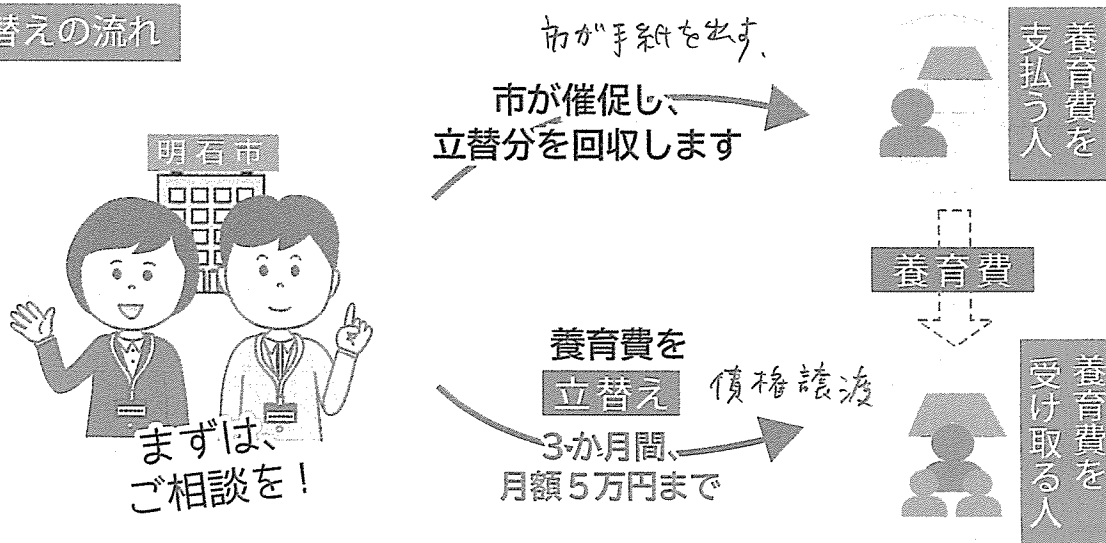 替えの流れ
市が手紙を出す、
市が催促し、
立替分を回収します
養育費を
支払う人
明石市
養育費
養育費を
立替え
債権譲渡
3か月間、
月額5万円まで
まずは、
ご相談を！
養育費を
受け取る人